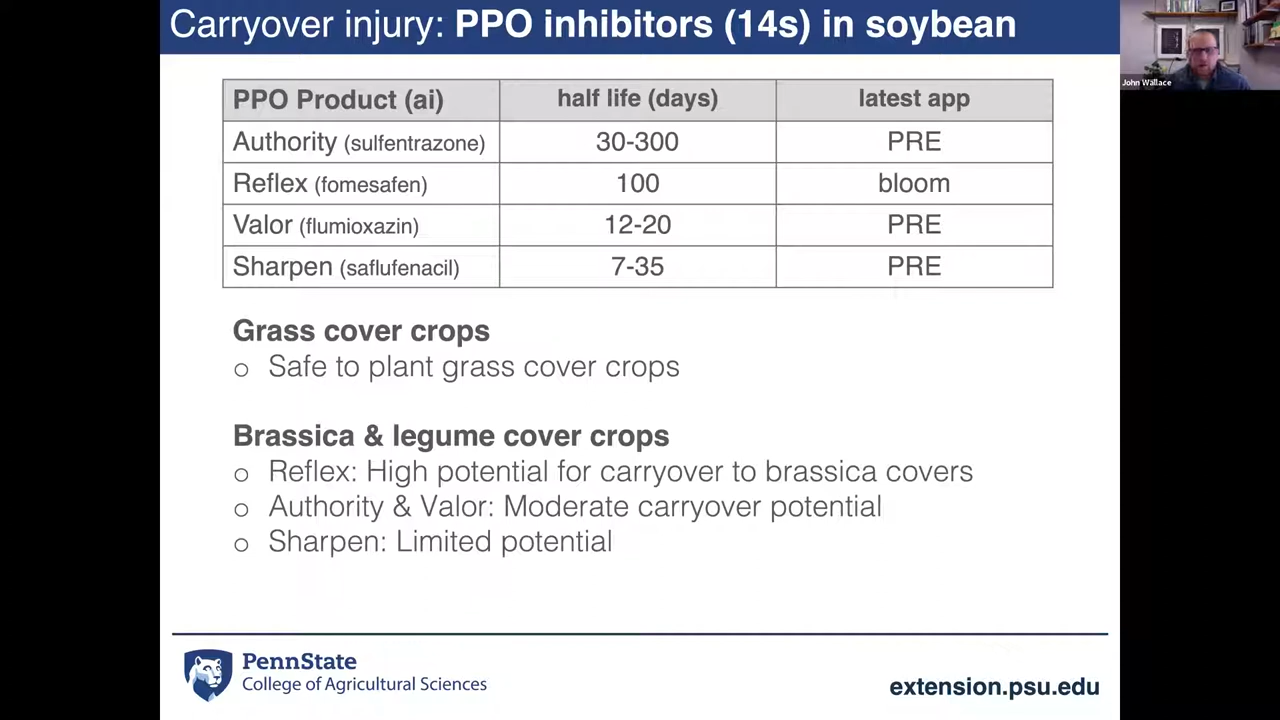 Carryover injury: PPO inhibitors (14s) in soybean
John Wallace
PPO Product (ai) half life (days) latest app
Authority (sulfentrazone) 30-300 PRE
Reflex (fomesafen) 100 bloom
Valor (flumioxazin) 12-20 PRE
Sharpen (saflufenacil) 7-35 PRE
Grass cover crops
o Safe to plant grass cover crops
Brassica & legume cover crops
o Reflex: High potential for carryover to brassica covers
o Authority & Valor: Moderate carryover potential
o Sharpen: Limited potential
PennState
College of Agricultural Sciences
extension.psu.edu